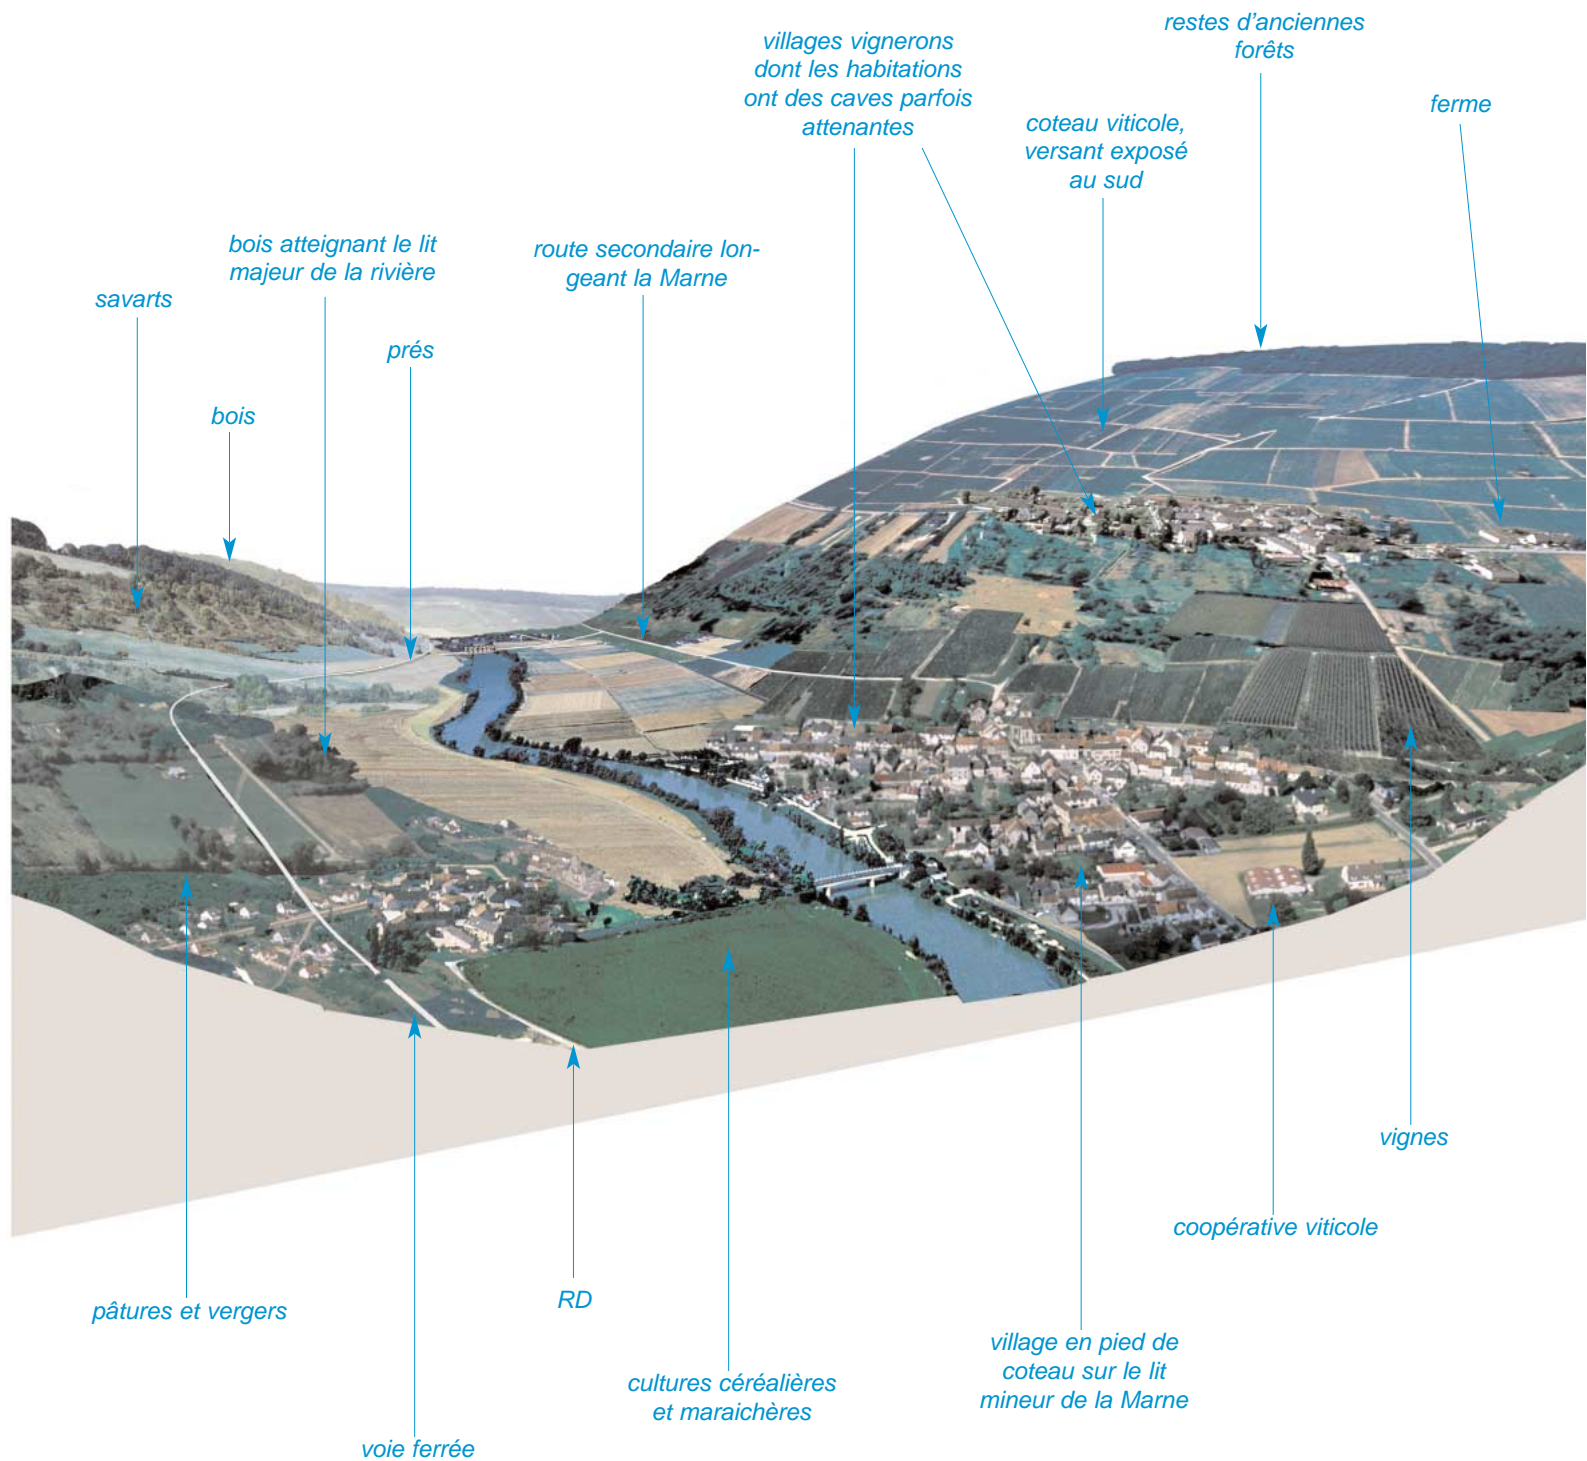 restes d'anciennes
forêts
villages vignerons
dont les habitations
ont des caves parfois
attenantes
ferme
coteau viticole,
versant exposé
au sud
bois atteignant le lit
majeur de la rivière
route secondaire lon-
geant la Marne
savarts
prés
bois
vignes
coopérative viticole
pâtures et vergers
RD
village en pied de
coteau sur le lit
mineur de la Marne
cultures céréalières
et maraichères
voie ferrée